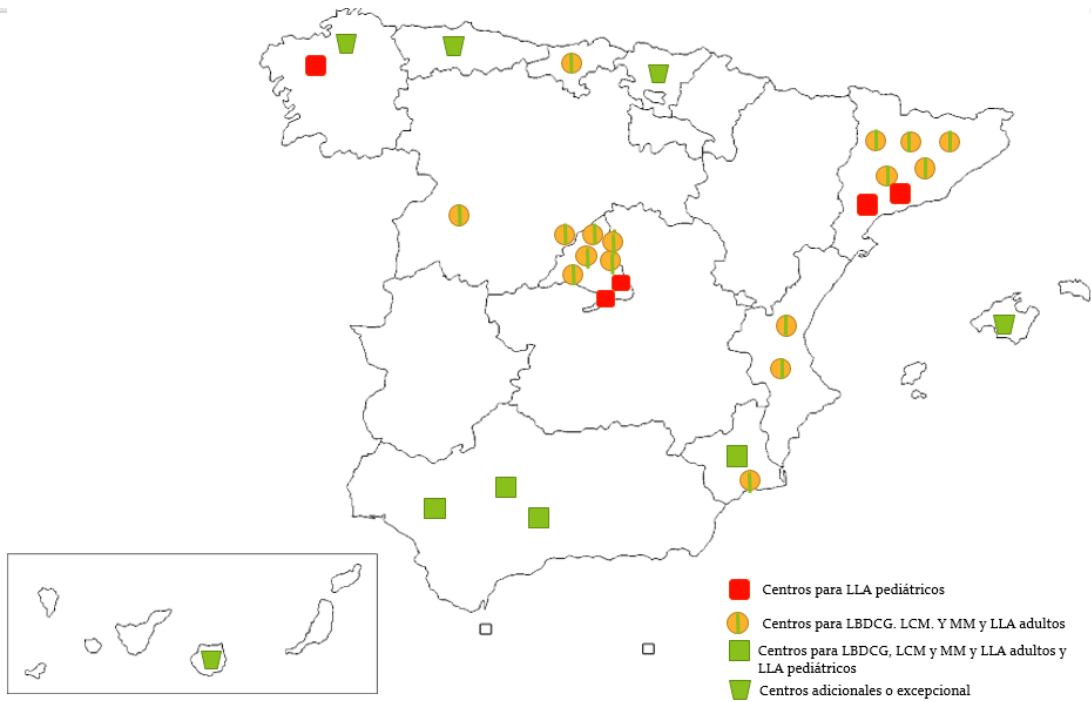 Centros para LLA pediátricos
Centros para LBDCG. LCM. Y MM y LLA adultos
Centros para LBDCG, LCM y MM y LLA adultos y
LLA pediátricos
Centros adicionales o excepcional